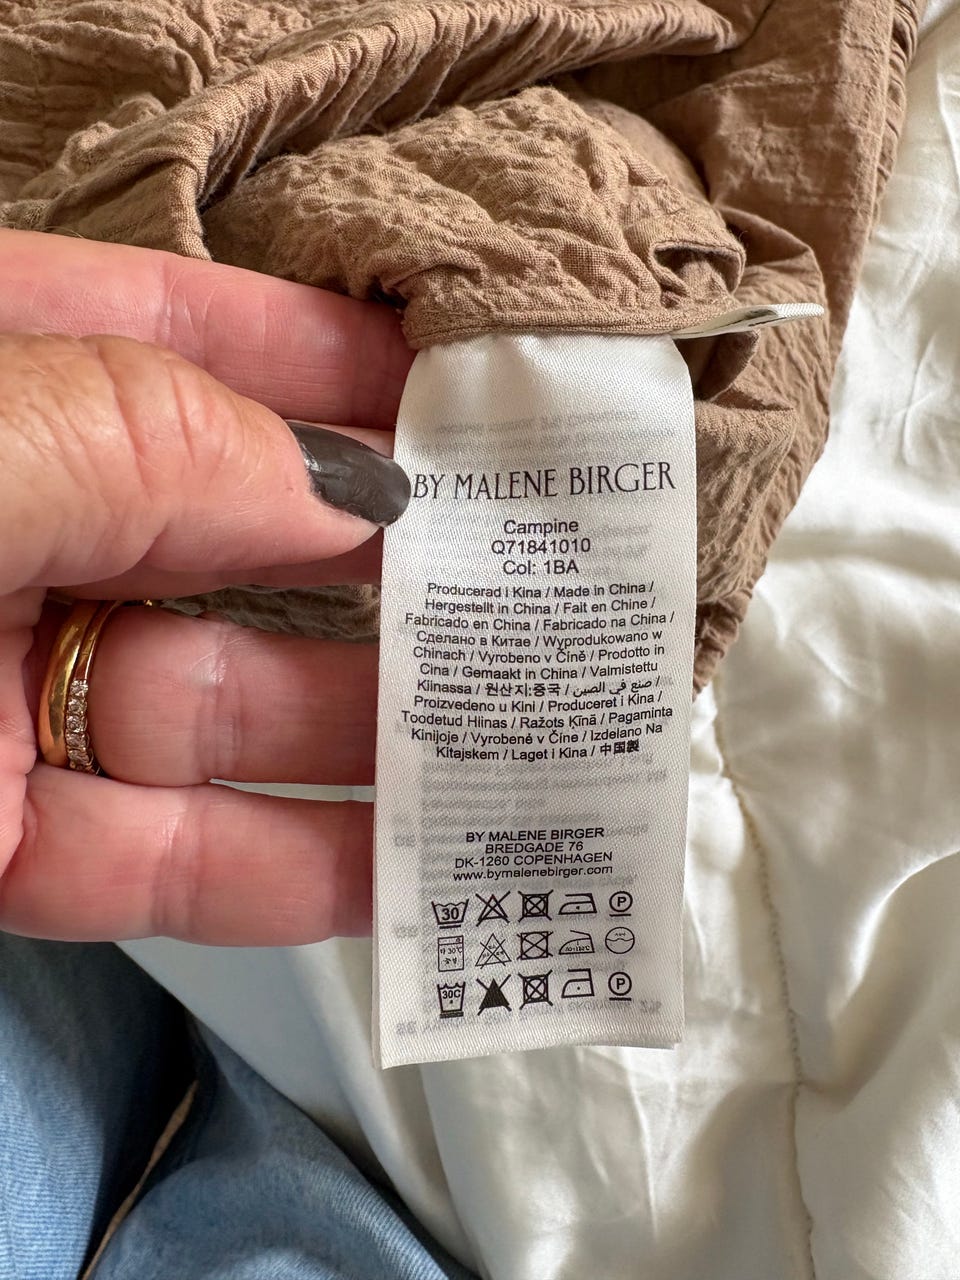 BY MALENE BIRGER
Campine
Q71841010
Col: 1BA
Producerad i Kina / Made in China /
Hergestellt in China / Fait en Chine /
Fabricado en China / Fabricado na China /
Сделано в Китае / Wyprodukowano w
Chinach / Vyrobeno v Číně / Prodotto in
Cina / Gemaakt in China / Valmistettu
Kiinassa / 원산지:중국 / صنع في الصين /
Proizvedeno u Kini / Produceret i Kina /
Toodetud Hiinas / Ražots Ķīnā / Pagaminta
Kinijoje / Vyrobené v Číne / Izdelano Na
Kitajskem / Laget i Kina / 中国製
BY MALENE BIRGER
BREDGADE 76
DK-1260 COPENHAGEN
www.bymalenebirger.com
30 P
30C P